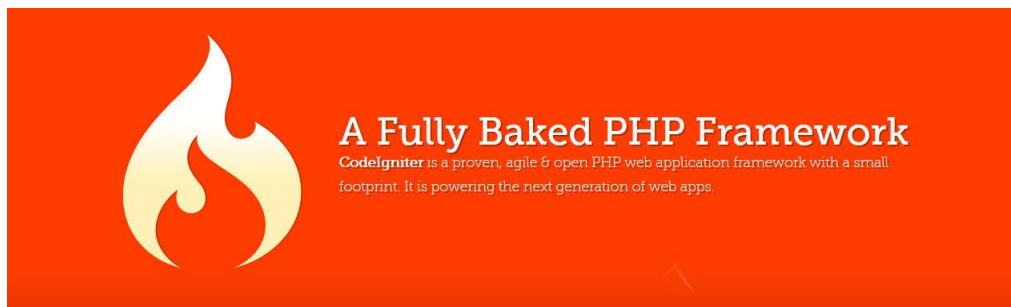 A Fully Baked PHP Framework
CodeIgniter is a proven, agile & open PHP web application framework with a small
footprint. It is powering the next generation of web apps.